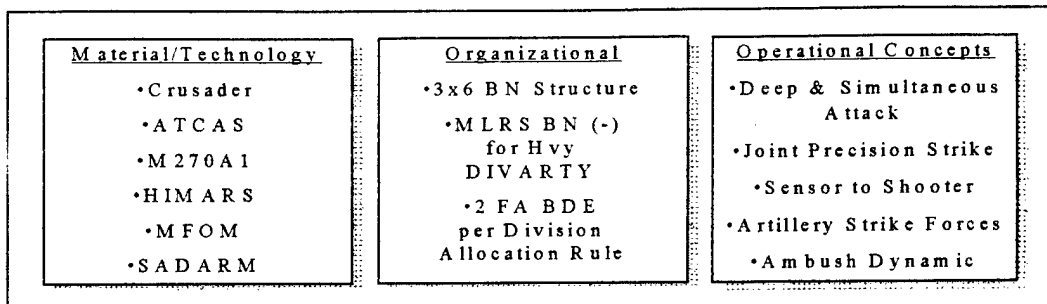 Material/Technology
•Crusader
•ATCAS
•M270A1
•HIMARS
•MFOM
•SADARM
Organizational
•3x6 BN Structure
•MLRS BN (-)
for Hvy
DIVARTY
•2 FA BDE
per Division
Allocation Rule
Operational Concepts
•Deep & Simultaneous
Attack
•Joint Precision Strike
•Sensor to Shooter
•Artillery Strike Forces
•Ambush Dynamic